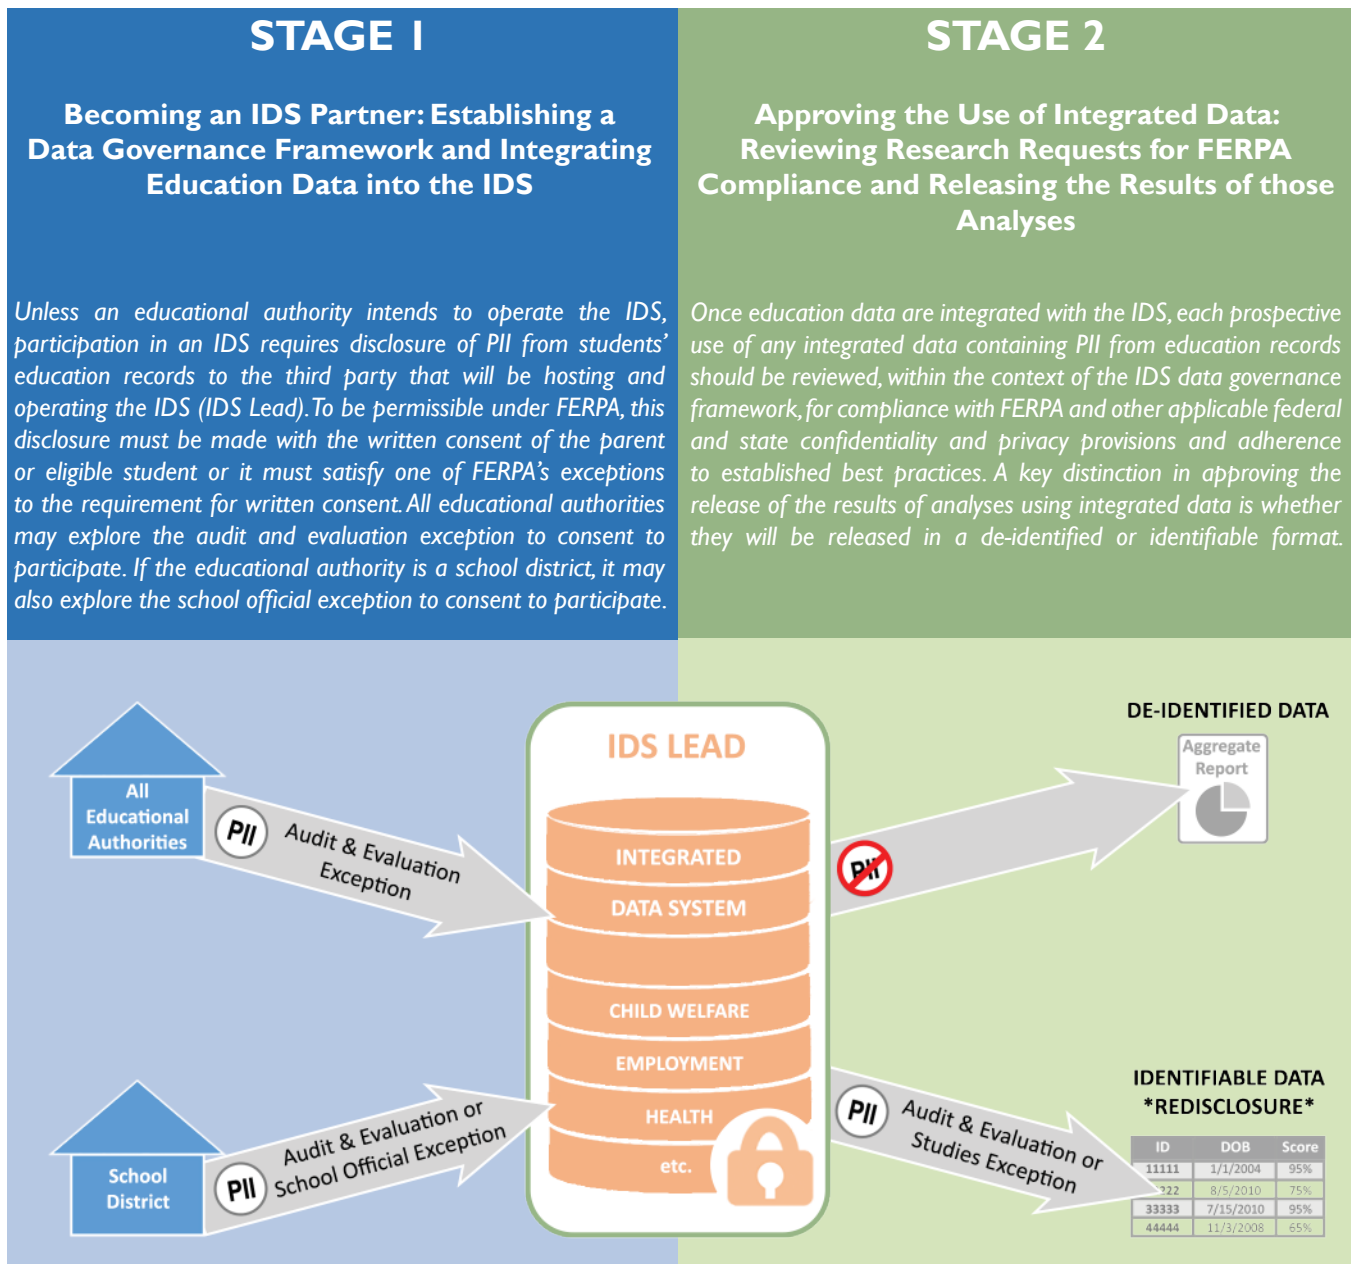 STAGE 1
Becoming an IDS Partner: Establishing a
Data Governance Framework and Integrating
Education Data into the IDS
Unless an educational authority intends to operate the IDS,
participation in an IDS requires disclosure of PII from students'
education records to the third party that will be hosting and
operating the IDS (IDS Lead). To be permissible under FERPA, this
disclosure must be made with the written consent of the parent
or eligible student or it must satisfy one of FERPA's exceptions
to the requirement for written consent. All educational authorities
may explore the audit and evaluation exception to consent to
participate. If the educational authority is a school district, it may
also explore the school official exception to consent to participate.
STAGE 2
Approving the Use of Integrated Data:
Reviewing Research Requests for FERPA
Compliance and Releasing the Results of those
Analyses
Once education data are integrated with the IDS, each prospective
use of any integrated data containing PII from education records
should be reviewed, within the context of the IDS data governance
framework, for compliance with FERPA and other applicable federal
and state confidentiality and privacy provisions and adherence
to established best practices. A key distinction in approving the
release of the results of analyses using integrated data is whether
they will be released in a de-identified or identifiable format.
All
Educational
Authorities
PII
Audit & Evaluation
Exception
School
District
PII
Audit & Evaluation or
School Official Exception
IDS LEAD
INTEGRATED
DATA SYSTEM
CHILD WELFARE
EMPLOYMENT
HEALTH
etc.
PII
DE-IDENTIFIED DATA
Aggregate
Report
PII
Audit & Evaluation or
Studies Exception
IDENTIFIABLE DATA
*REDISCLOSURE*
ID DOB Score
11111 1/1/2004 95%
222 8/5/2010 75%
33333 7/15/2010 95%
44444 11/3/2008 65%